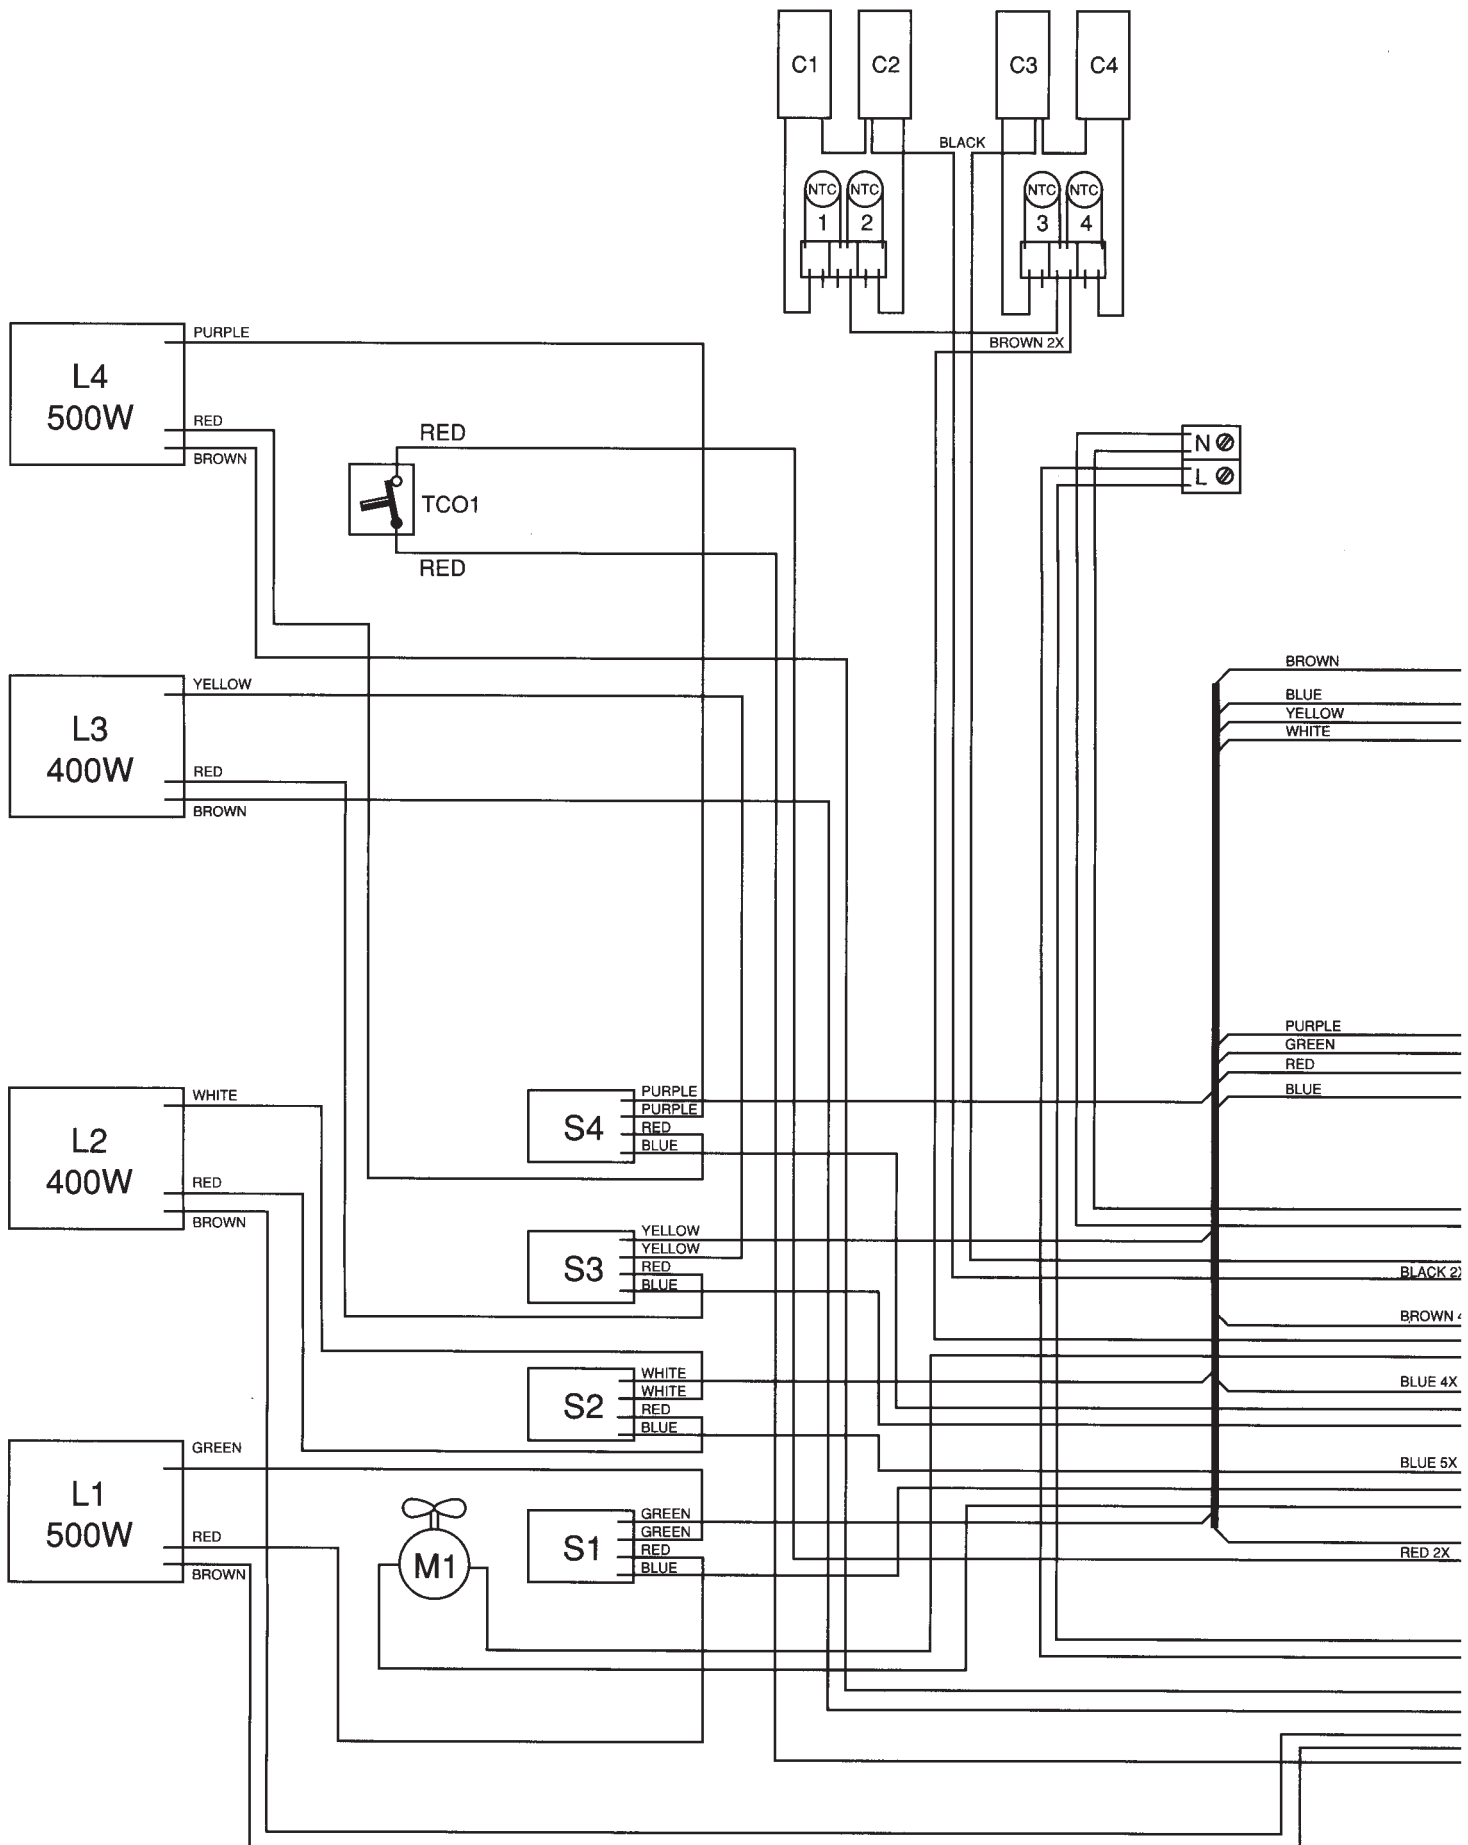 C1 C2 C3 C4
BLACK
NTC NTC NTC NTC
1 2 3 4
BROWN 2X
L4
500W
PURPLE
RED
BROWN
RED
TCO1
RED
N
L
L3
400W
YELLOW
RED
BROWN
BROWN
BLUE
YELLOW
WHITE
PURPLE
GREEN
RED
BLUE
L2
400W
WHITE
RED
BROWN
S4
PURPLE
PURPLE
RED
BLUE
S3
YELLOW
YELLOW
RED
BLUE
BLACK 2X
BROWN 4
S2
WHITE
WHITE
RED
BLUE
BLUE 4X
BLUE 5X
L1
500W
GREEN
RED
BROWN
M1
S1
GREEN
GREEN
RED
BLUE
RED 2X